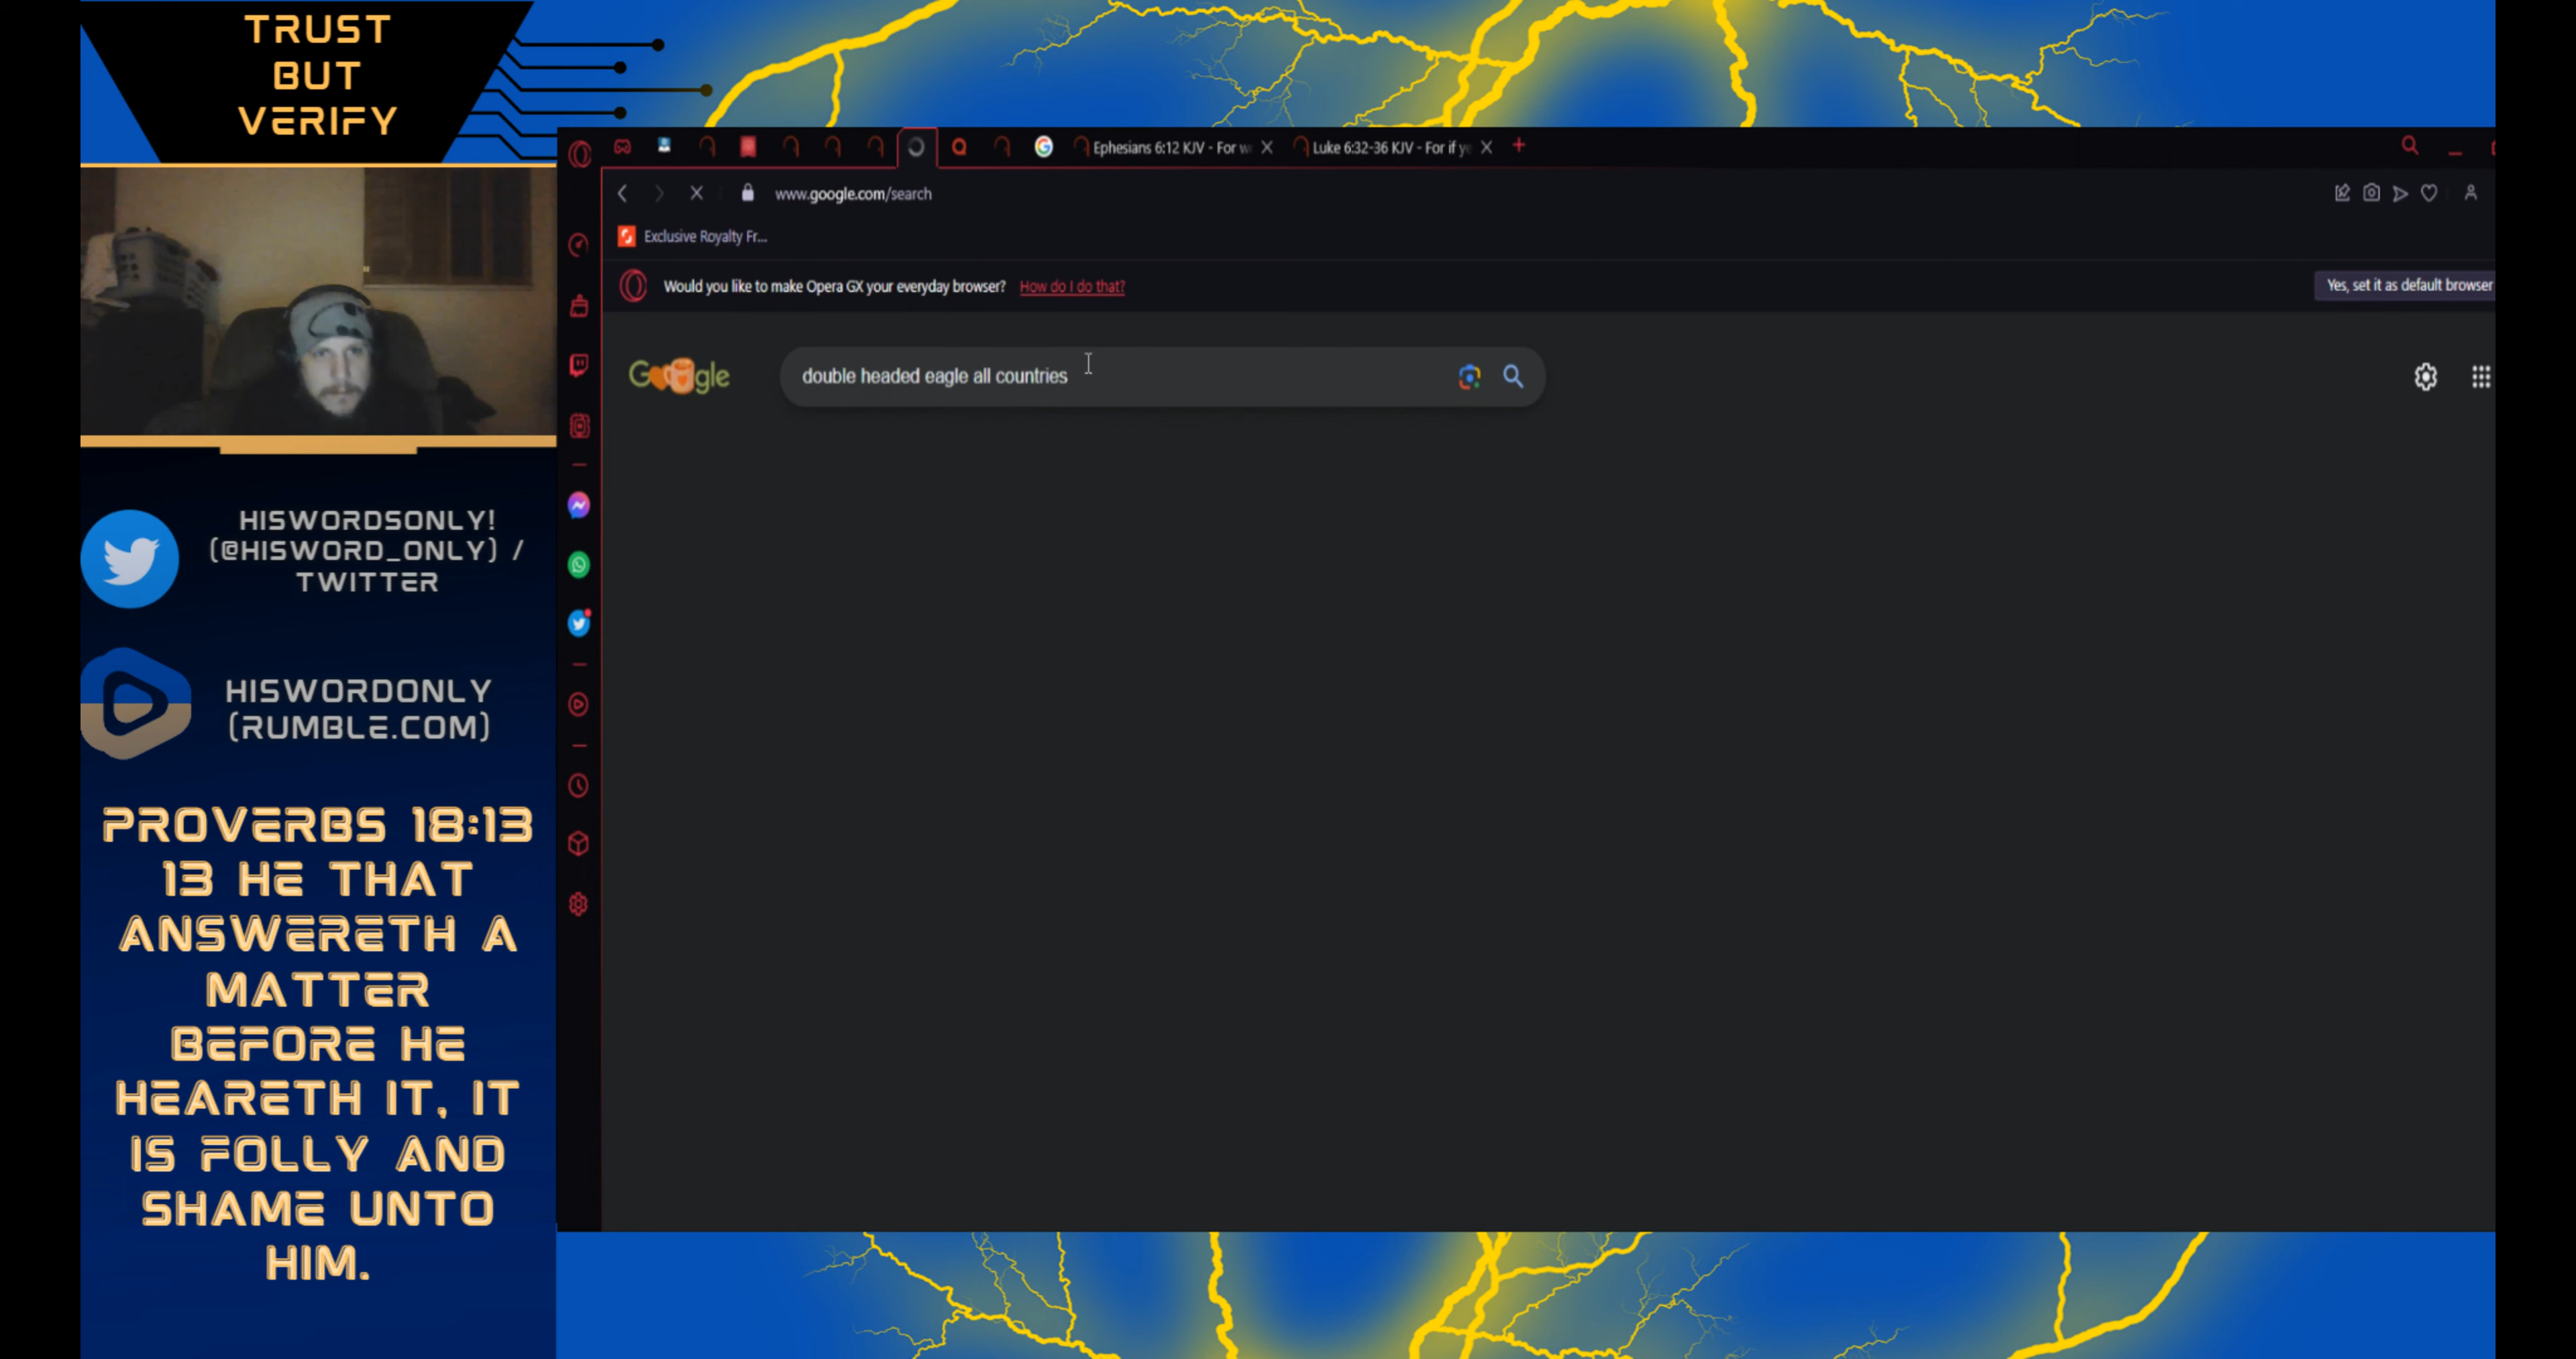 TRUST
BUT
VERIFY
Ephesians 6:12 KJV - For w
Luke 6:32-36 KJV - For if ye
www.google.com/search
Exclusive Royalty Fr...
Would you like to make Opera GX your everyday browser? How do I do that?
Yes, set it as default browser
Google
double headed eagle all countries
HISWORDSONLY!
(@HISWORD_ONLY) /
TWITTER
HISWORDONLY
(RUMBLE.COM)
PROVERBS 18:13
13 HE THAT
ANSWERETH A
MATTER
BEFORE HE
HEARETH IT, IT
IS FOLLY AND
SHAME UNTO
HIM.